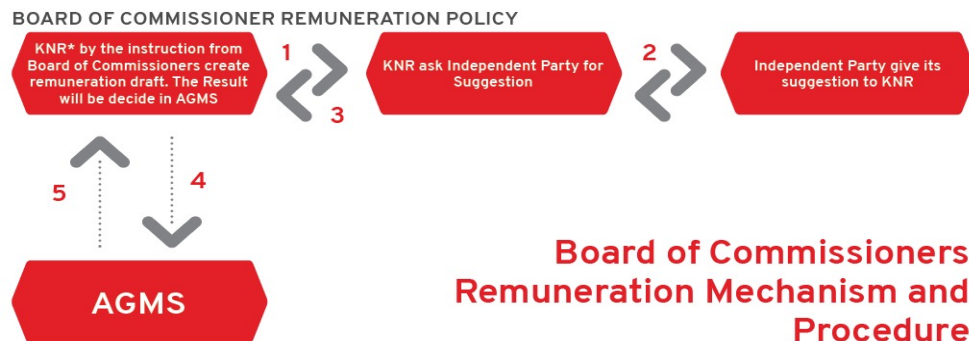 BOARD OF COMMISSIONER REMUNERATION POLICY
KNR* by the instruction from
Board of Commissioners create
remuneration draft. The Result
will be decide in AGMS
1
3
KNR ask Independent Party for
Suggestion
2
Independent Party give its
suggestion to KNR
5
4
AGMS
Board of Commissioners
Remuneration Mechanism and
Procedure